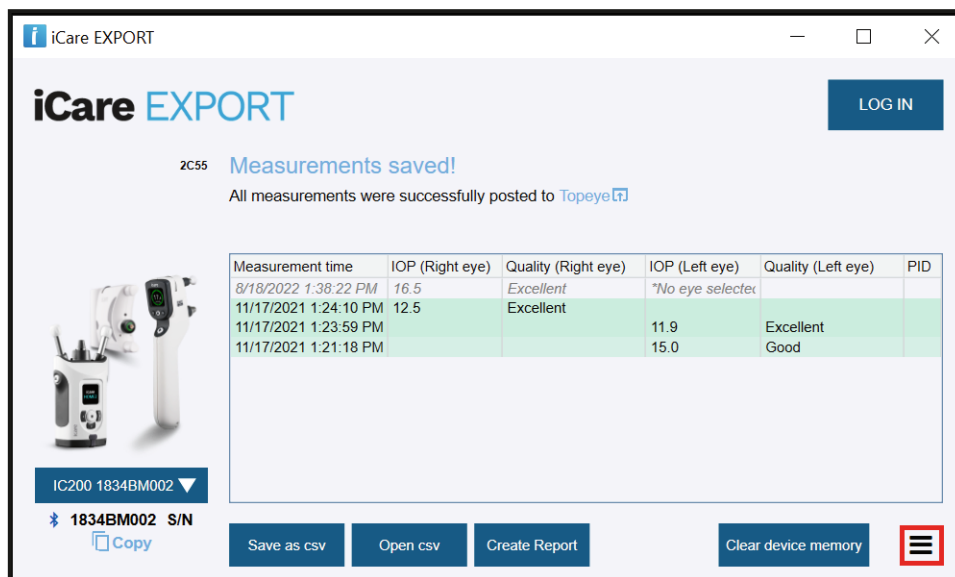 iCare EXPORT
iCare EXPORT
LOG IN
2C55 Measurements saved!
All measurements were successfully posted to Topeye
Measurement time IOP (Right eye) Quality (Right eye) IOP (Left eye) Quality (Left eye) PID
8/18/2022 1:38:22 PM 16.5 Excellent *No eye selected
11/17/2021 1:24:10 PM 12.5 Excellent
11/17/2021 1:23:59 PM 11.9 Excellent
11/17/2021 1:21:18 PM 15.0 Good
IC200 1834BM002
1834BM002 S/N
Copy
Save as csv Open csv Create Report Clear device memory